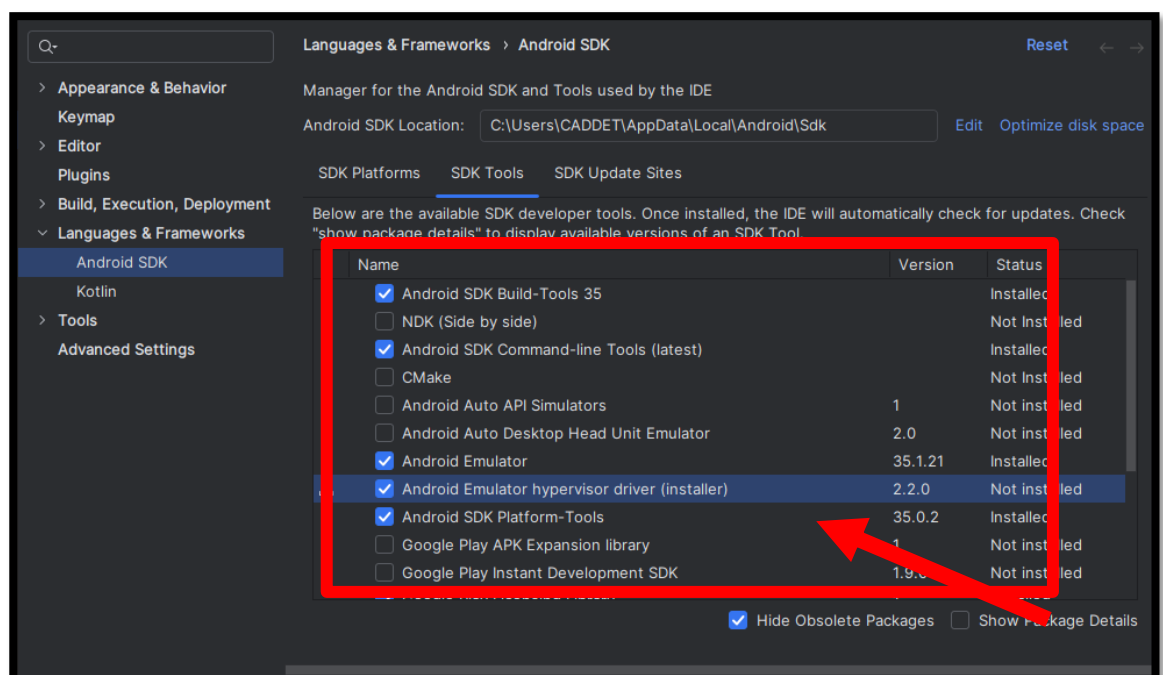 Languages & Frameworks › Android SDK
Reset
Appearance & Behavior
Keymap
Editor
Plugins
Build, Execution, Deployment
Languages & Frameworks
Android SDK
Kotlin
Tools
Advanced Settings
Manager for the Android SDK and Tools used by the IDE
Android SDK Location: C:\Users\CADDET\AppData\Local\Android\Sdk Edit Optimize disk space
SDK Platforms SDK Tools SDK Update Sites
Below are the available SDK developer tools. Once installed, the IDE will automatically check for updates. Check
"show package details" to display available versions of an SDK Tool.
Name Version Status
Android SDK Build-Tools 35 Installed
NDK (Side by side) Not Installed
Android SDK Command-line Tools (latest) Installed
CMake Not Installed
Android Auto API Simulators 1 Not installed
Android Auto Desktop Head Unit Emulator 2.0 Not installed
Android Emulator 35.1.21 Installed
Android Emulator hypervisor driver (installer) 2.2.0 Not installed
Android SDK Platform-Tools 35.0.2 Installed
Google Play APK Expansion library 1 Not installed
Google Play Instant Development SDK Not installed
Hide Obsolete Packages Show Package Details